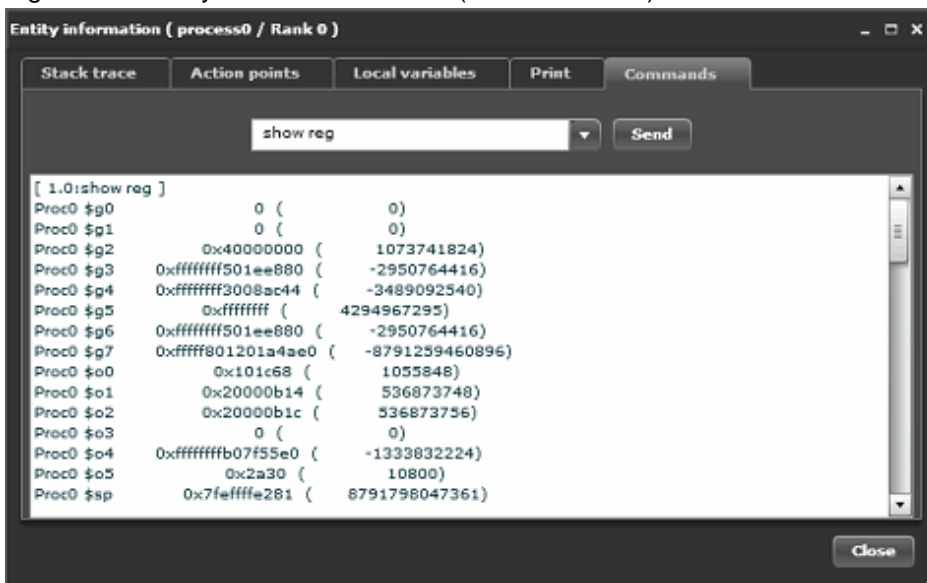 Entity information ( process0 / Rank 0 )
Stack trace Action points Local variables Print Commands
show reg Send
[ 1.0:show reg ]
Proc0 $g0 0 ( 0)
Proc0 $g1 0 ( 0)
Proc0 $g2 0x40000000 ( 1073741824)
Proc0 $g3 0xffffffff501ee880 ( -2950764416)
Proc0 $g4 0xffffffff3008ac44 ( -3489092540)
Proc0 $g5 0xffffffff ( 4294967295)
Proc0 $g6 0xffffffff501ee880 ( -2950764416)
Proc0 $g7 0xfffff801201a4ae0 ( -8791259460896)
Proc0 $o0 0x101c68 ( 1055848)
Proc0 $o1 0x20000b14 ( 536873748)
Proc0 $o2 0x20000b1c ( 536873756)
Proc0 $o3 0 ( 0)
Proc0 $o4 0xffffffffb07f55e0 ( -1333832224)
Proc0 $o5 0x2a30 ( 10800)
Proc0 $sp 0x7feffffe281 ( 8791798047361)
Close